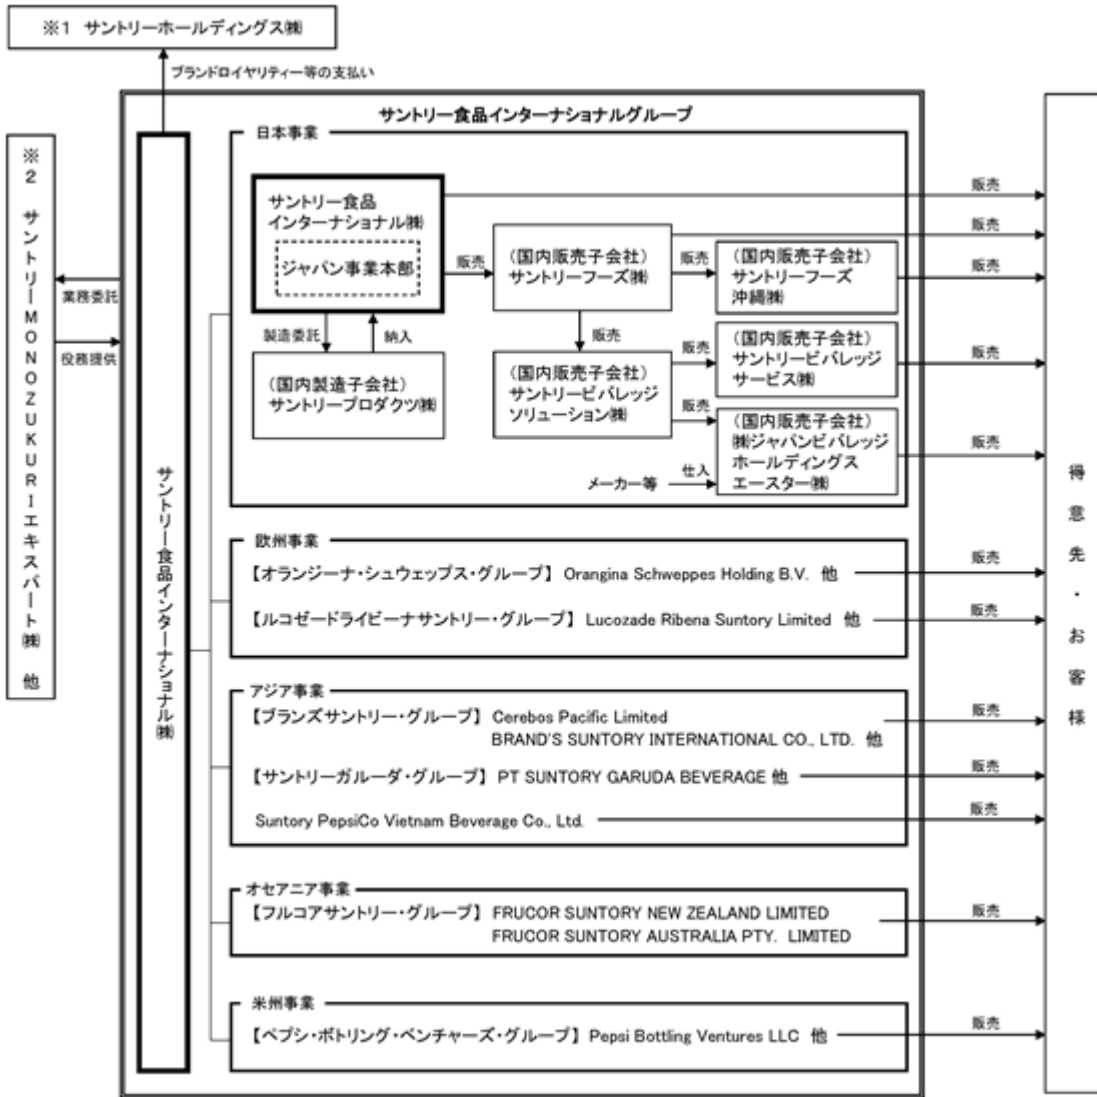 ※1 サントリーホールディングス㈱
ブランドロイヤリティー等の支払い
サントリー食品インターナショナルグループ
※2 サントリーMONOZUKURIエキスパート㈱ 他
業務委託
役務提供
サントリー食品インターナショナル㈱
日本事業
サントリー食品
インターナショナル㈱
ジャパン事業本部
販売
製造委託
納入
(国内製造子会社)
サントリープロダクツ㈱
(国内販売子会社)
サントリーフーズ㈱
販売
販売
(国内販売子会社)
サントリービバレッジ
ソリューション㈱
販売
販売
(国内販売子会社)
サントリーフーズ
沖縄㈱
(国内販売子会社)
サントリービバレッジ
サービス㈱
(国内販売子会社)
㈱ジャパンビバレッジ
ホールディングス
エースター㈱
メーカー等
仕入
販売
販売
販売
販売
販売
欧州事業
【オランジーナ・シュウェップス・グループ】 Orangina Schweppes Holding B.V. 他
販売
【ルコゼードライビーナサントリー・グループ】 Lucozade Ribena Suntory Limited 他
販売
アジア事業
【ブランズサントリー・グループ】 Cerebos Pacific Limited
BRAND'S SUNTORY INTERNATIONAL CO., LTD. 他
販売
【サントリーガルーダ・グループ】 PT SUNTORY GARUDA BEVERAGE 他
販売
Suntory PepsiCo Vietnam Beverage Co., Ltd.
販売
オセアニア事業
【フルコアサントリー・グループ】 FRUCOR SUNTORY NEW ZEALAND LIMITED
FRUCOR SUNTORY AUSTRALIA PTY. LIMITED
販売
米州事業
【ペプシ・ボトリング・ベンチャーズ・グループ】 Pepsi Bottling Ventures LLC 他
販売
得意先・お客様